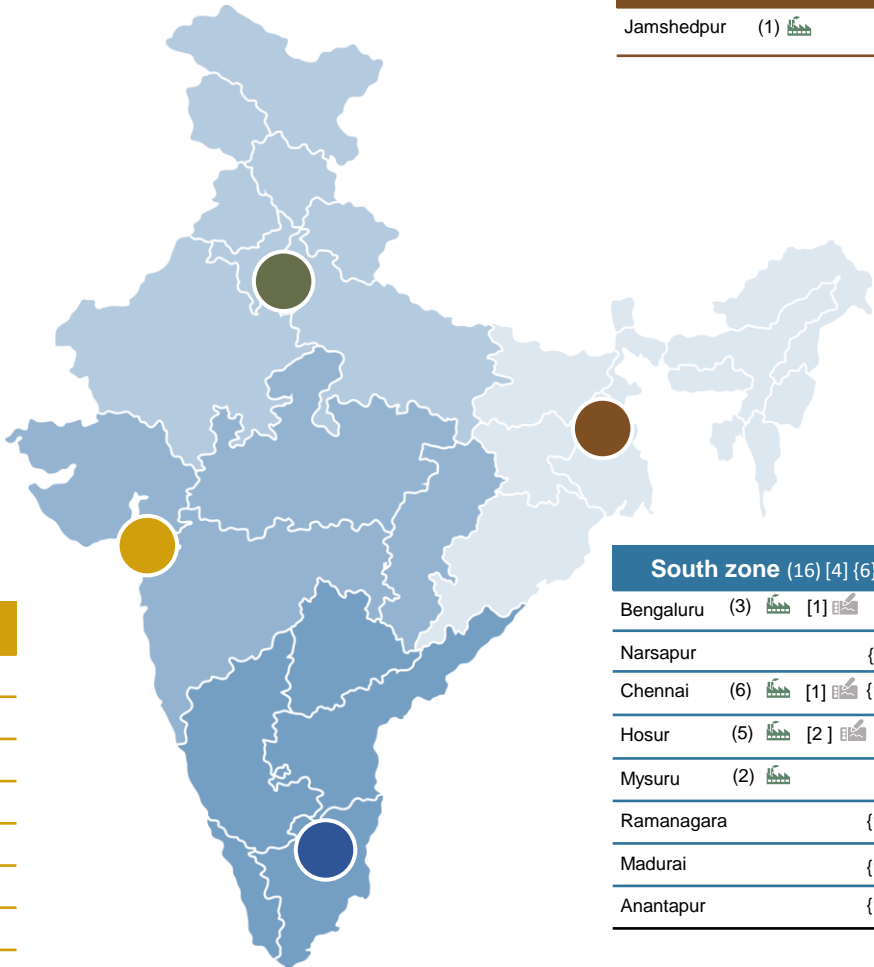 Jamshedpur (1)
South zone (16) [4] {6}
Bengaluru (3) [1]
Narsapur {
Chennai (6) [1] {
Hosur (5) [2 ]
Mysuru (2)
Ramanagara {
Madurai {
Anantapur {